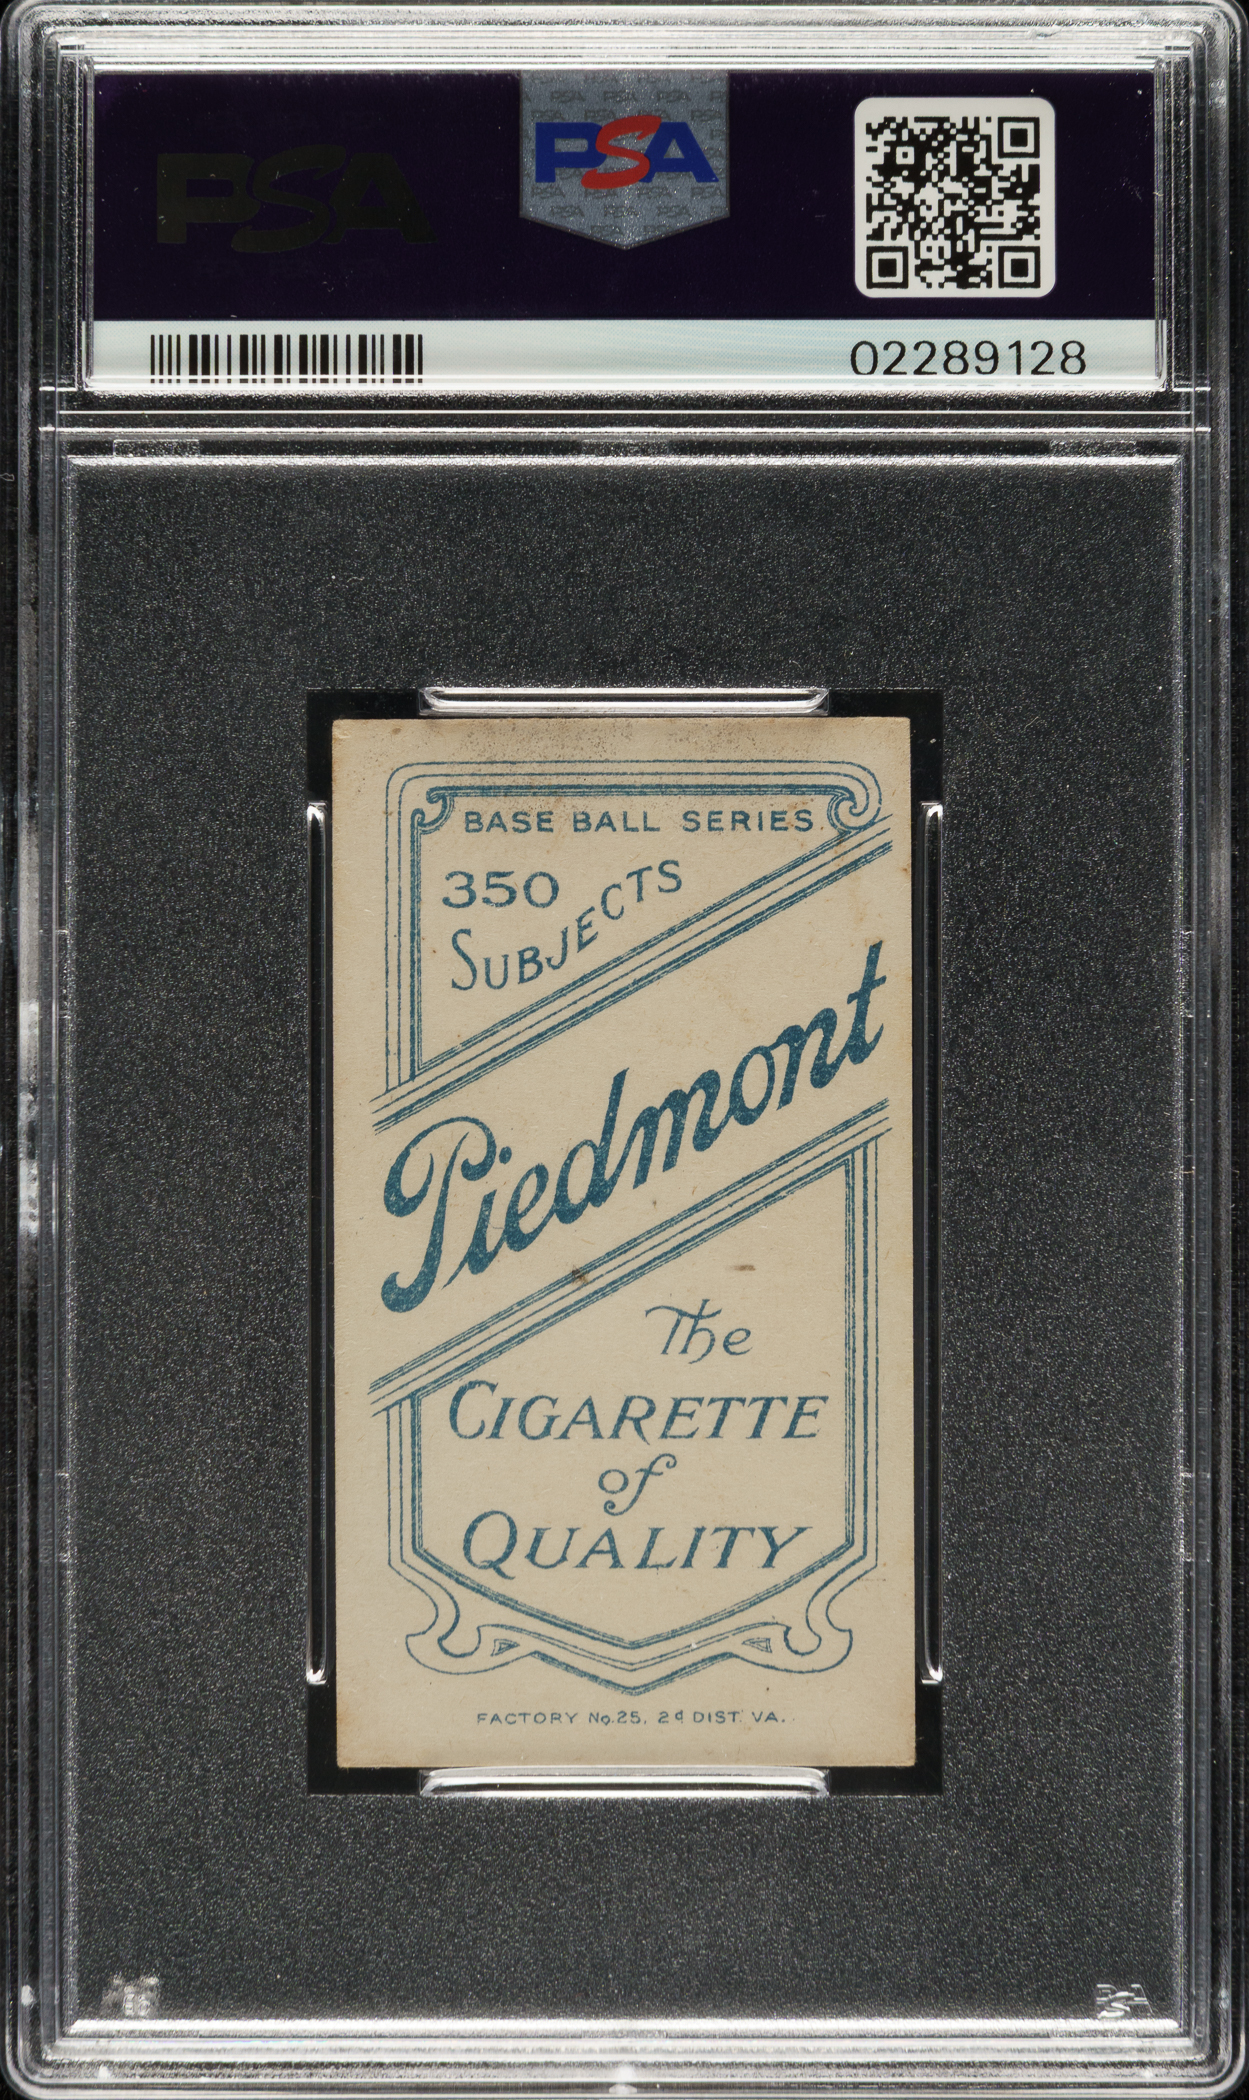 PSA
PSA
02289128
BASE BALL SERIES.
350
SUBJECTS
Piedmont
The
CIGARETTE
of
QUALITY
FACTORY No. 25, 2d DIST. VA.
PSA